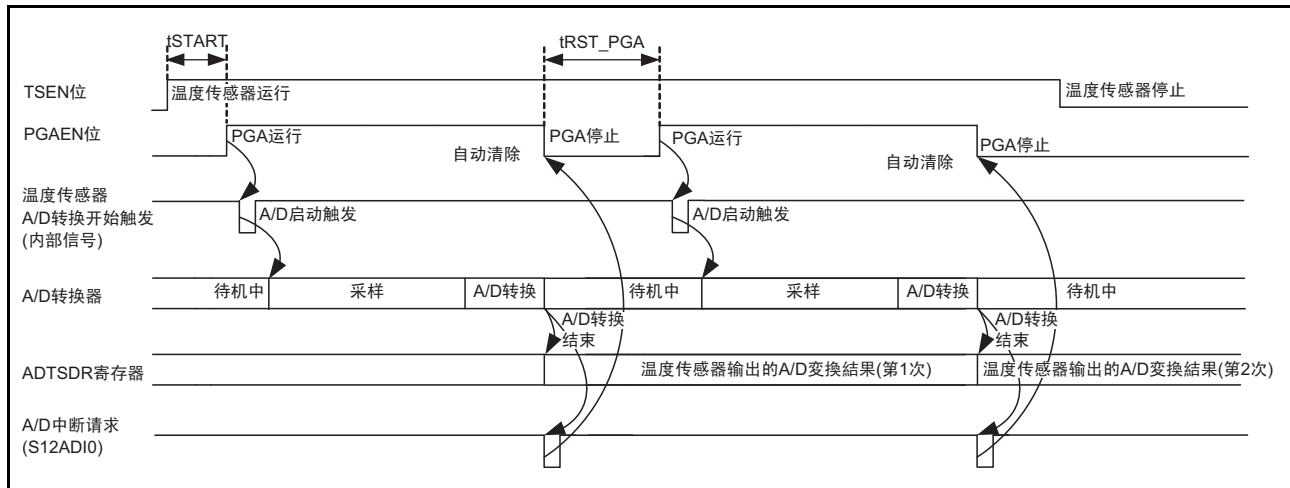 tSTART
tRST_PGA
TSEN位
温度传感器运行
温度传感器停止
PGAEN位
PGA运行
PGA停止
PGA运行
PGA停止
自动清除
自动清除
温度传感器
A/D转换开始触发
(内部信号)
A/D启动触发
A/D启动触发
A/D转换器
待机中
采样
A/D转换
待机中
采样
A/D转换
待机中
A/D转换
结束
A/D转换
结束
ADTSDR寄存器
温度传感器输出的A/D变换結果(第1次)
温度传感器输出的A/D变换結果(第2次)
A/D中断请求
(S12ADI0)